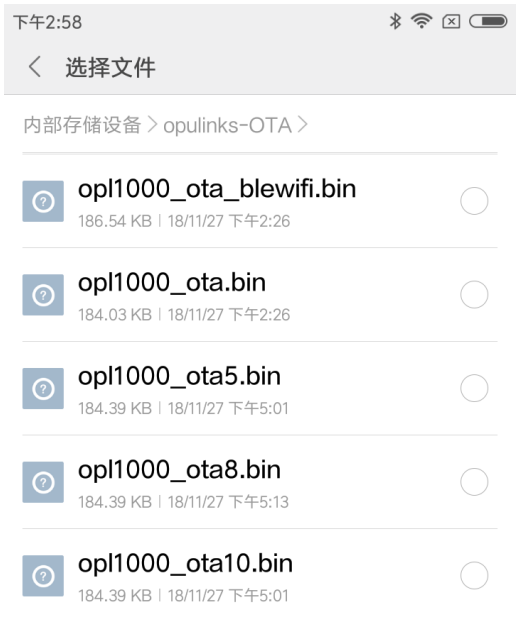 下午2:58
选择文件
内部存储设备 > opulinks-OTA >
opl1000_ota_blewifi.bin
186.54 KB | 18/11/27 下午2:26
opl1000_ota.bin
184.03 KB | 18/11/27 下午2:26
opl1000_ota5.bin
184.39 KB | 18/11/27 下午5:01
opl1000_ota8.bin
184.39 KB | 18/11/27 下午5:13
opl1000_ota10.bin
184.39 KB | 18/11/27 下午5:01